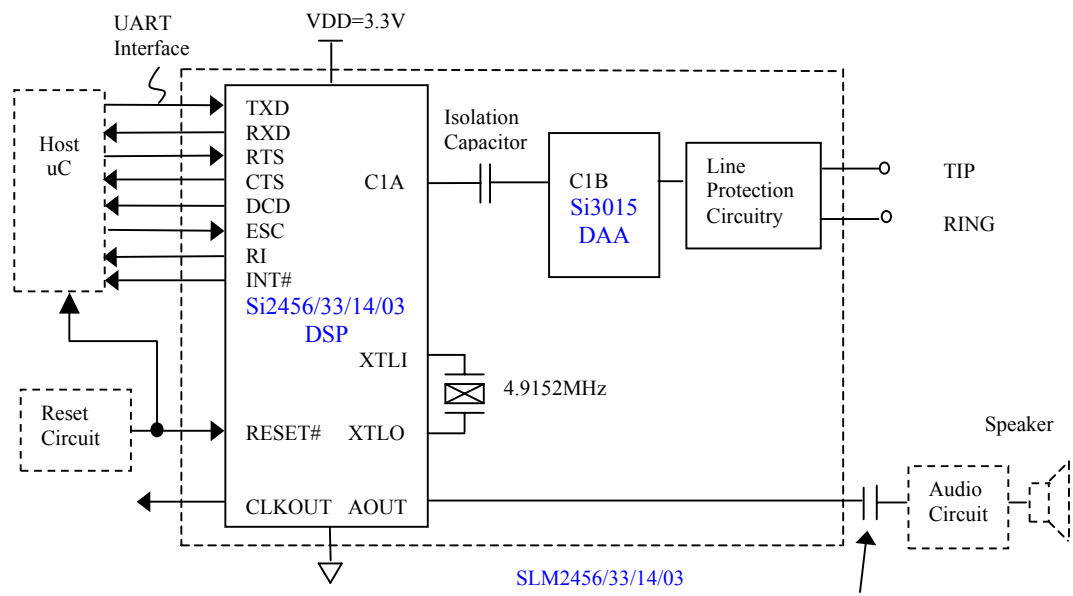 UART
Interface
VDD=3.3V
Host
uC
TXD
RXD
RTS
CTS
DCD
ESC
RI
INT#
Si2456/33/14/03
DSP
C1A
Isolation
Capacitor
C1B
Si3015
DAA
Line
Protection
Circuitry
TIP
RING
XTLI
4.9152MHz
XTLO
Reset
Circuit
RESET#
CLKOUT
AOUT
Speaker
Audio
Circuit
SLM2456/33/14/03